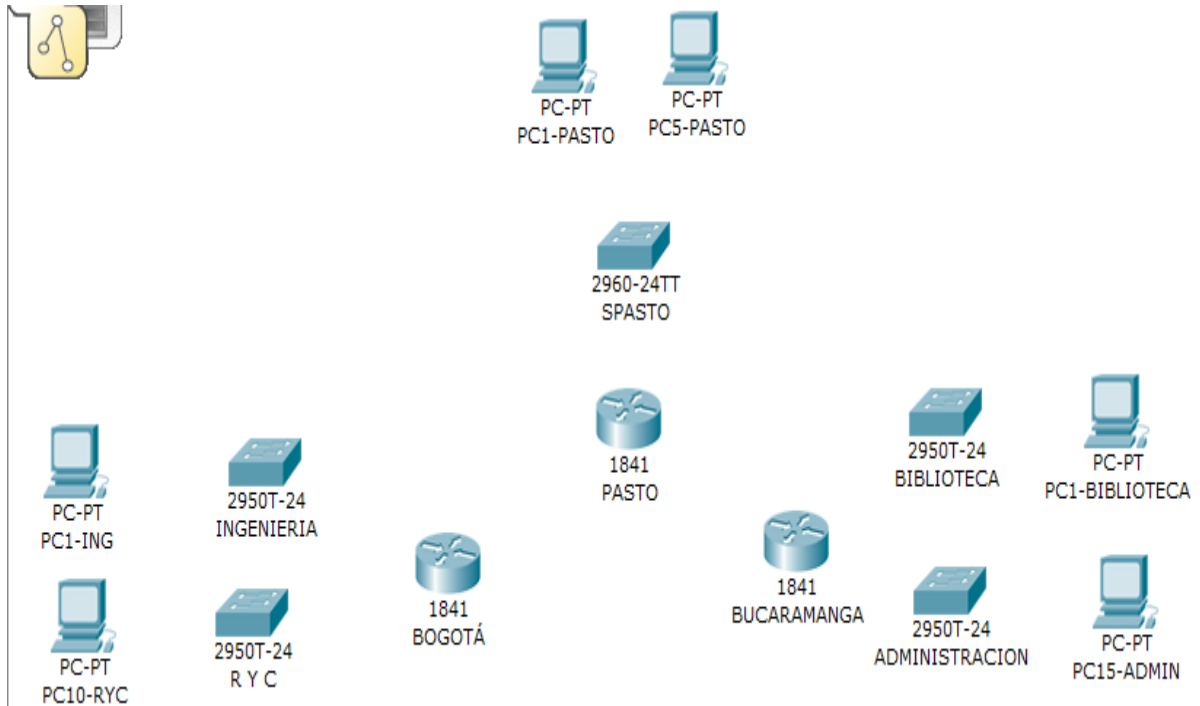 PC-PT
PC1-PASTO
PC-PT
PC5-PASTO
2960-24TT
SPASTO
1841
PASTO
2950T-24
BIBLIOTECA
PC-PT
PC1-BIBLIOTECA
PC-PT
PC1-ING
2950T-24
INGENIERIA
1841
BOGOTÁ
1841
BUCARAMANGA
2950T-24
ADMINISTRACION
PC-PT
PC15-ADMIN
PC-PT
PC10-RYC
2950T-24
R Y C